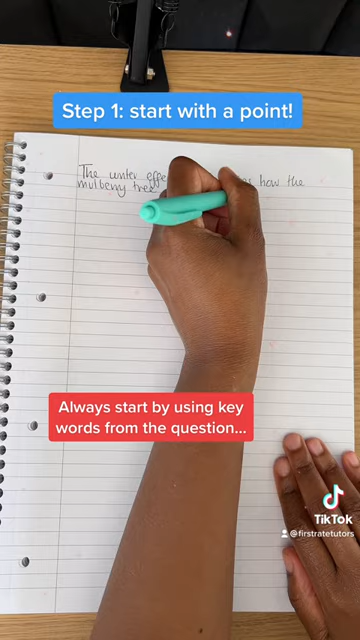 Step 1: start with a point!
The writer effe es how the
mulberry tree
Always start by using key
words from the question...
TikTok
@firstratetutors